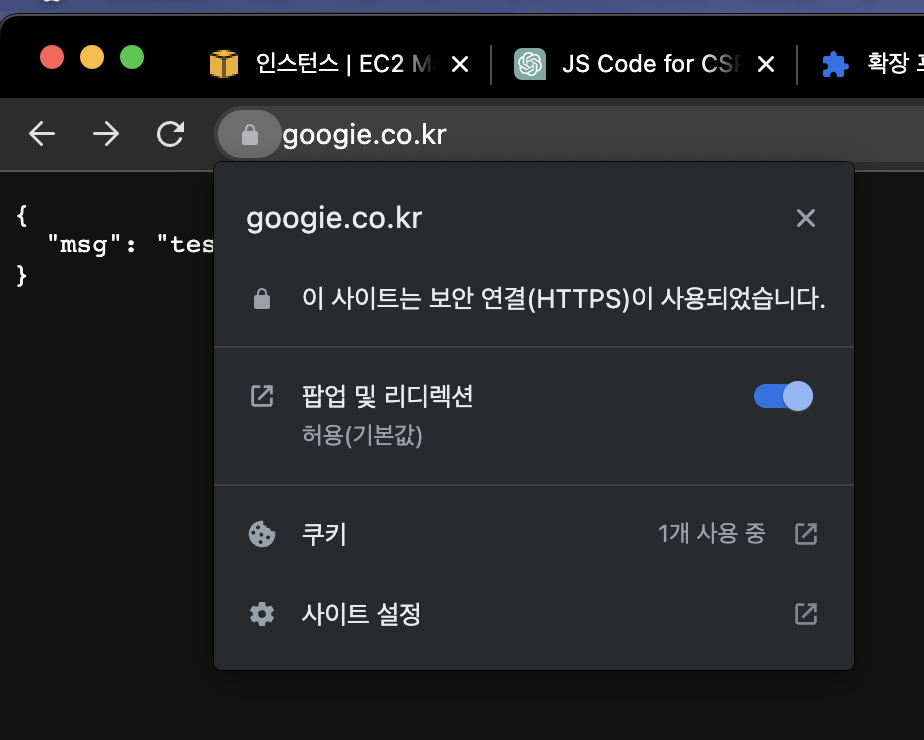 인스턴스 | EC2 M
JS Code for CSR
확장
googie.co.kr
{
"msg": "tes
}
googie.co.kr
이 사이트는 보안 연결(HTTPS)이 사용되었습니다.
팝업 및 리디렉션
허용(기본값)
쿠키
1개 사용 중
사이트 설정